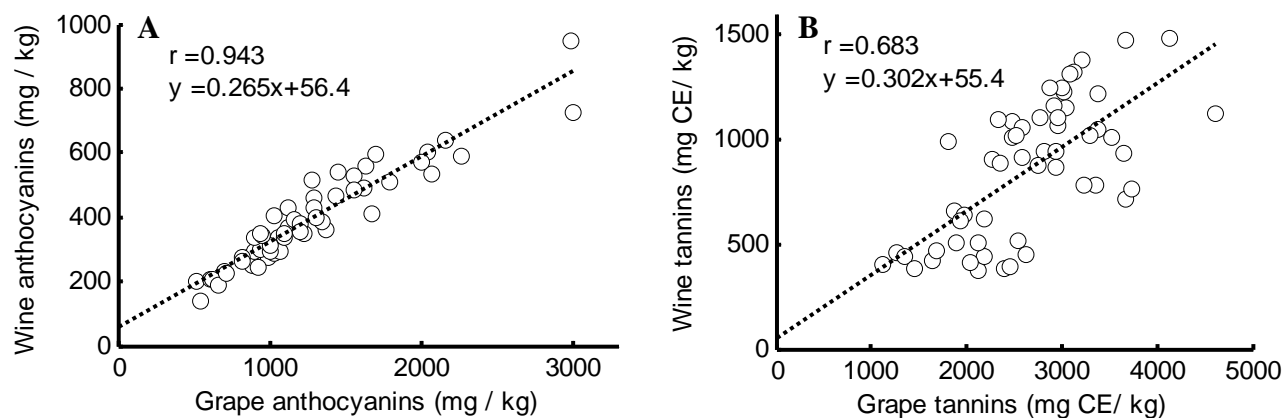 A
r =0.943
y =0.265x+56.4
Wine anthocyanins (mg / kg)
1000
800
600
400
200
0
0 1000 2000 3000
Grape anthocyanins (mg / kg)
B
r =0.683
y =0.302x+55.4
Wine tannins (mg CE/ kg)
1500
1000
500
0
0 1000 2000 3000 4000 5000
Grape tannins (mg CE/ kg)